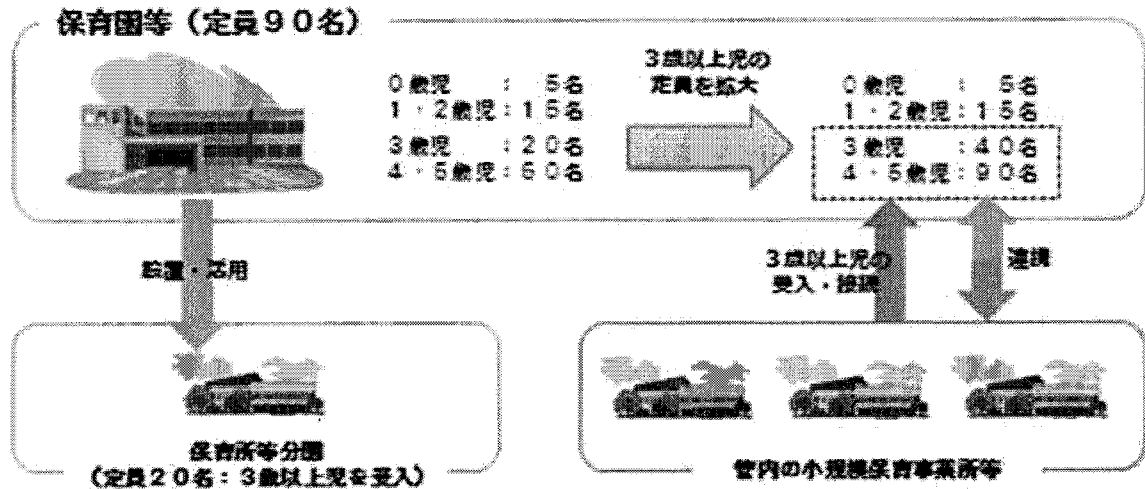 保育園等（定員９０名）
０歳児　　：　５名
１・２歳児：１５名
３歳児　　：２０名
４・５歳児：５０名
３歳以上児の
定員を拡大
０歳児　　：　５名
１・２歳児：１５名
３歳児　　：４０名
４・５歳児：９０名
設置・活用
３歳以上児の
受入・接続
連携
保育所等分園
（定員２０名：３歳以上児を受入）
管内の小規模保育事業所等